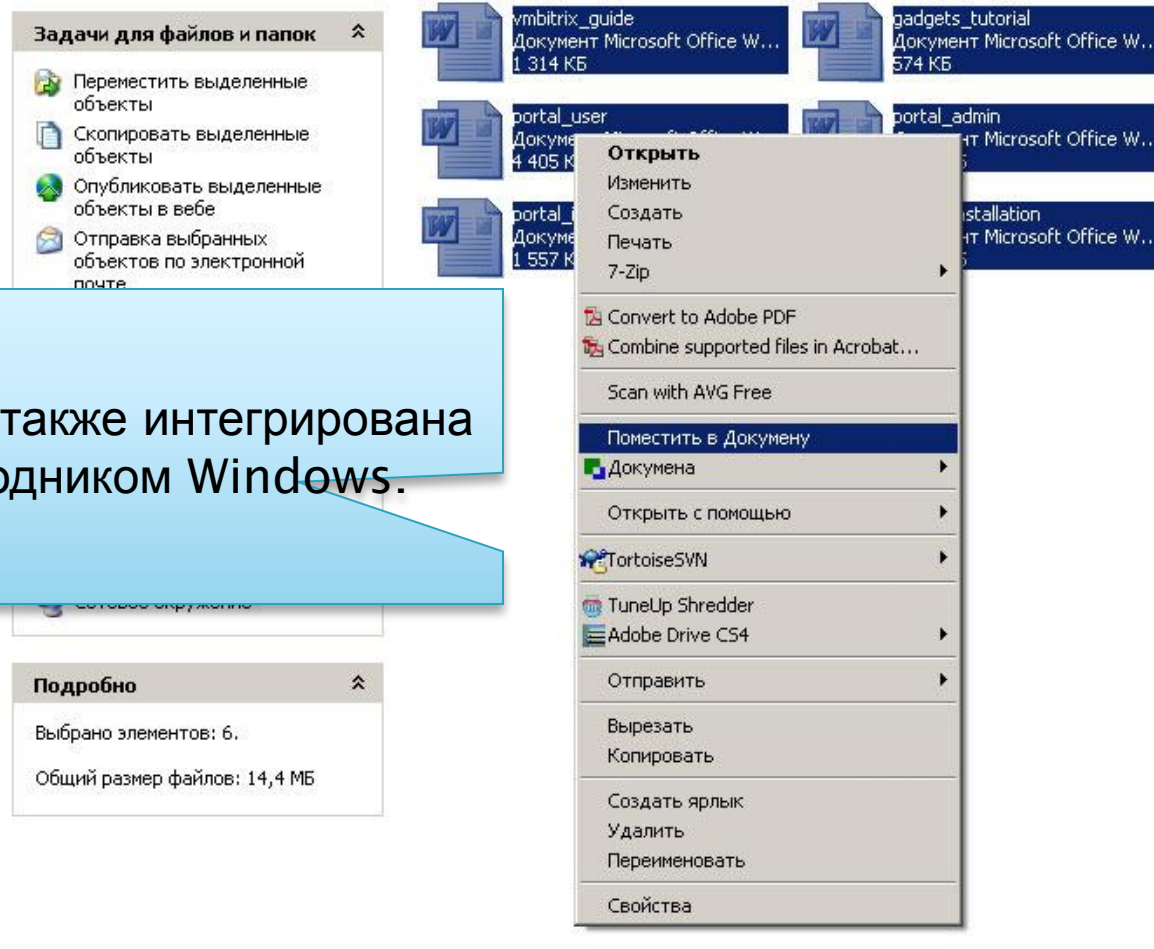 Задачи для файлов и папок
Переместить выделенные
объекты
Скопировать выделенные
объекты
Опубликовать выделенные
объекты в вебе
Отправка выбранных
объектов по электронной
почте
также интегрирована
Windows.
Подробно
Выбрано элементов: 6.
Общий размер файлов: 14,4 МБ
vmbitrix_guide
Документ Microsoft Office W...
1 314 КБ
gadgets_tutorial
Документ Microsoft Office W...
574 КБ
portal_user
4 405
portal_admin
Microsoft Office W...
1 557
Microsoft Office W...
Открыть
Изменить
Создать
Печать
7-Zip
Convert to Adobe PDF
Combine supported files in Acrobat...
Scan with AVG Free
Поместить в Докумену
Докумена
Открыть с помощью
TortoiseSVN
TuneUp Shredder
Adobe Drive CS4
Отправить
Вырезать
Копировать
Создать ярлык
Удалить
Переименовать
Свойства